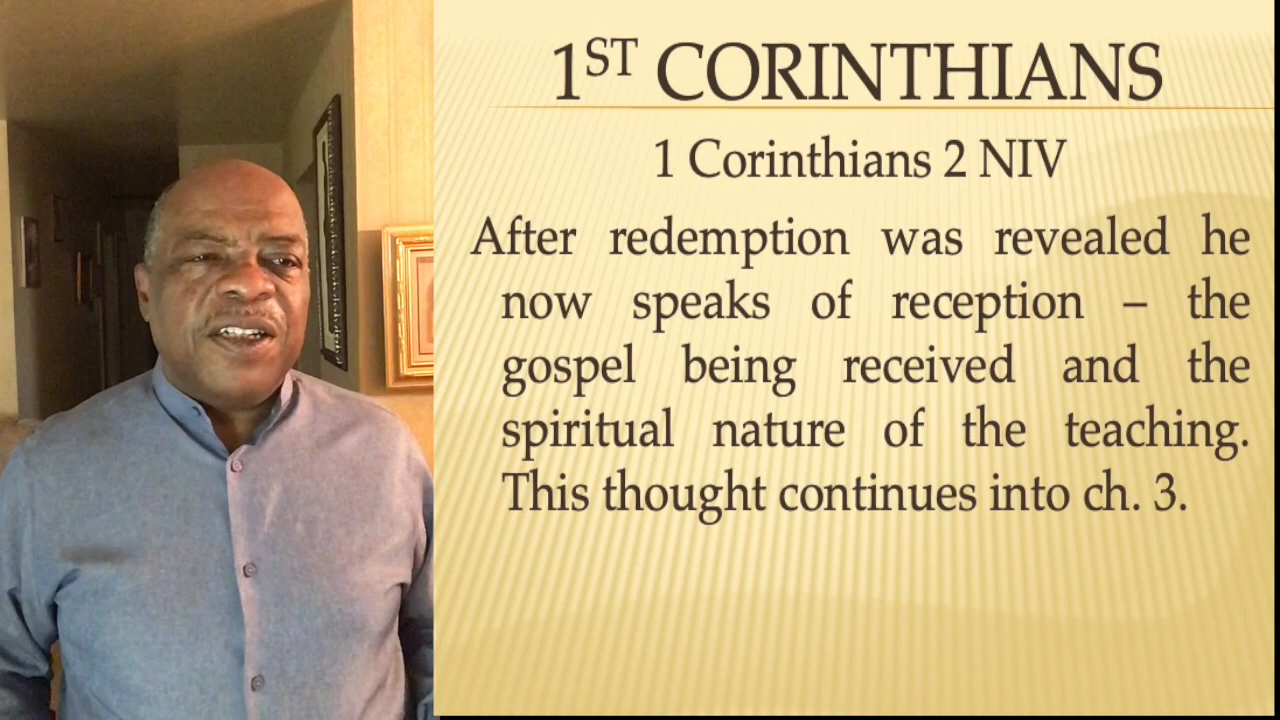 1ST CORINTHIANS
1 Corinthians 2 NIV
After redemption was revealed he
now speaks of reception – the
gospel being received and the
spiritual nature of the teaching.
This thought continues into ch. 3.